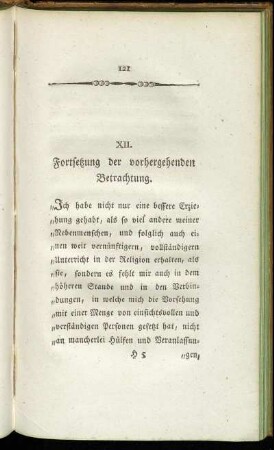 121
XII.
Fortsetzung der vorhergehenden
Betrachtung.
„Ich habe nicht nur eine bessere Erzie-
„hung gehabt, als so viel andere meiner
„Nebenmenschen, und folglich auch ei-
„nen weit vernünftigern, vollständigern
„Unterricht in der Religion erhalten, als
„sie, sondern es fehlt mir auch in dem
„höheren Stande und in den Verbin-
„dungen, in welche mich die Vorsehung
„mit einer Menge von einsichtsvollen und
„verständigen Personen gesetzt hat, nicht
„an mancherlei Hülfen und Veranlassun-
H 5 „gen,